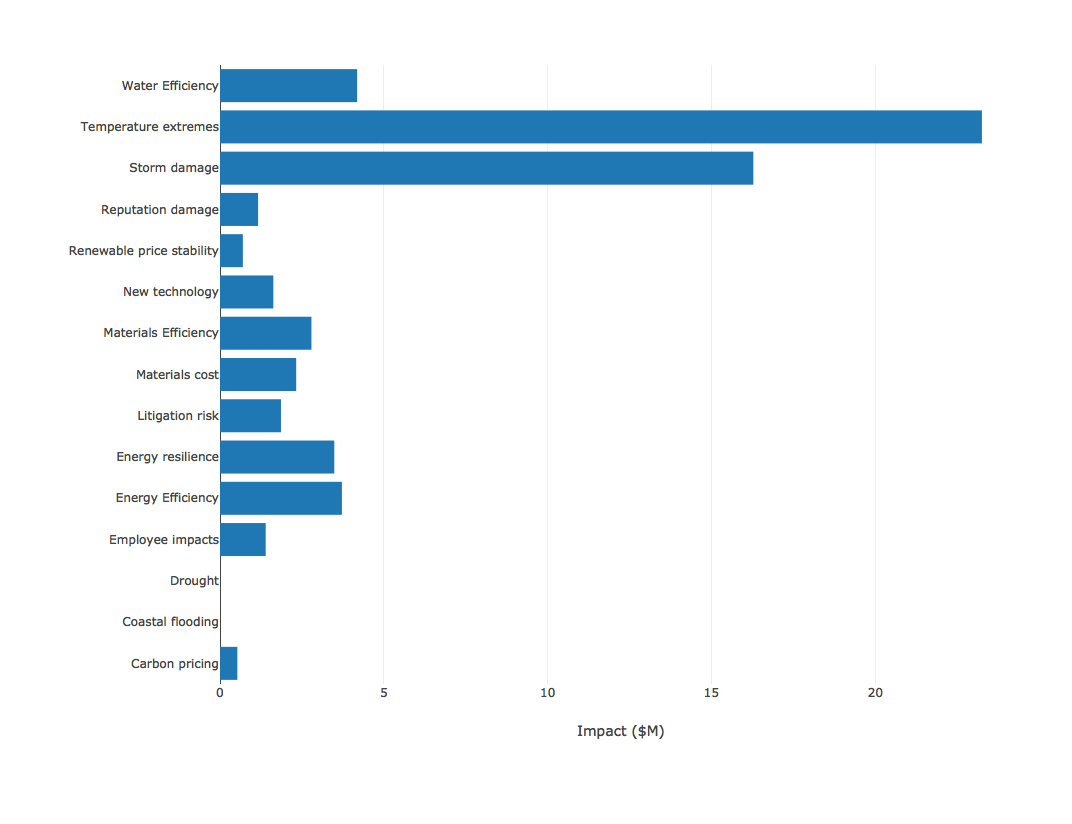 Water Efficiency
Temperature extremes
Storm damage
Reputation damage
Renewable price stability
New technology
Materials Efficiency
Materials cost
Litigation risk
Energy resilience
Energy Efficiency
Employee impacts
Drought
Coastal flooding
Carbon pricing
0 5 10 15 20
Impact ($M)